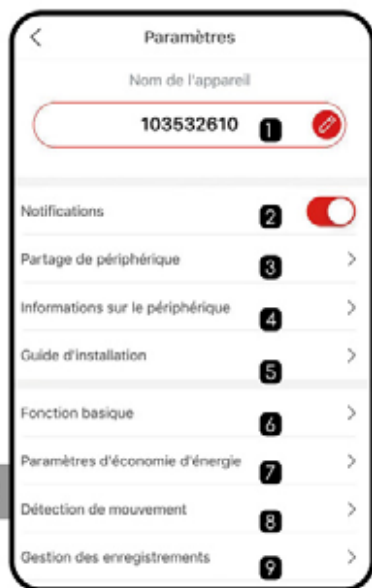 Paramètres
Nom de l'appareil
103532610 1
Notifications 2
Partage de périphérique 3
Informations sur le périphérique 4
Guide d'installation 5
Fonction basique 6
Paramètres d'économie d'énergie 7
Détection de mouvement 8
Gestion des enregistrements 9